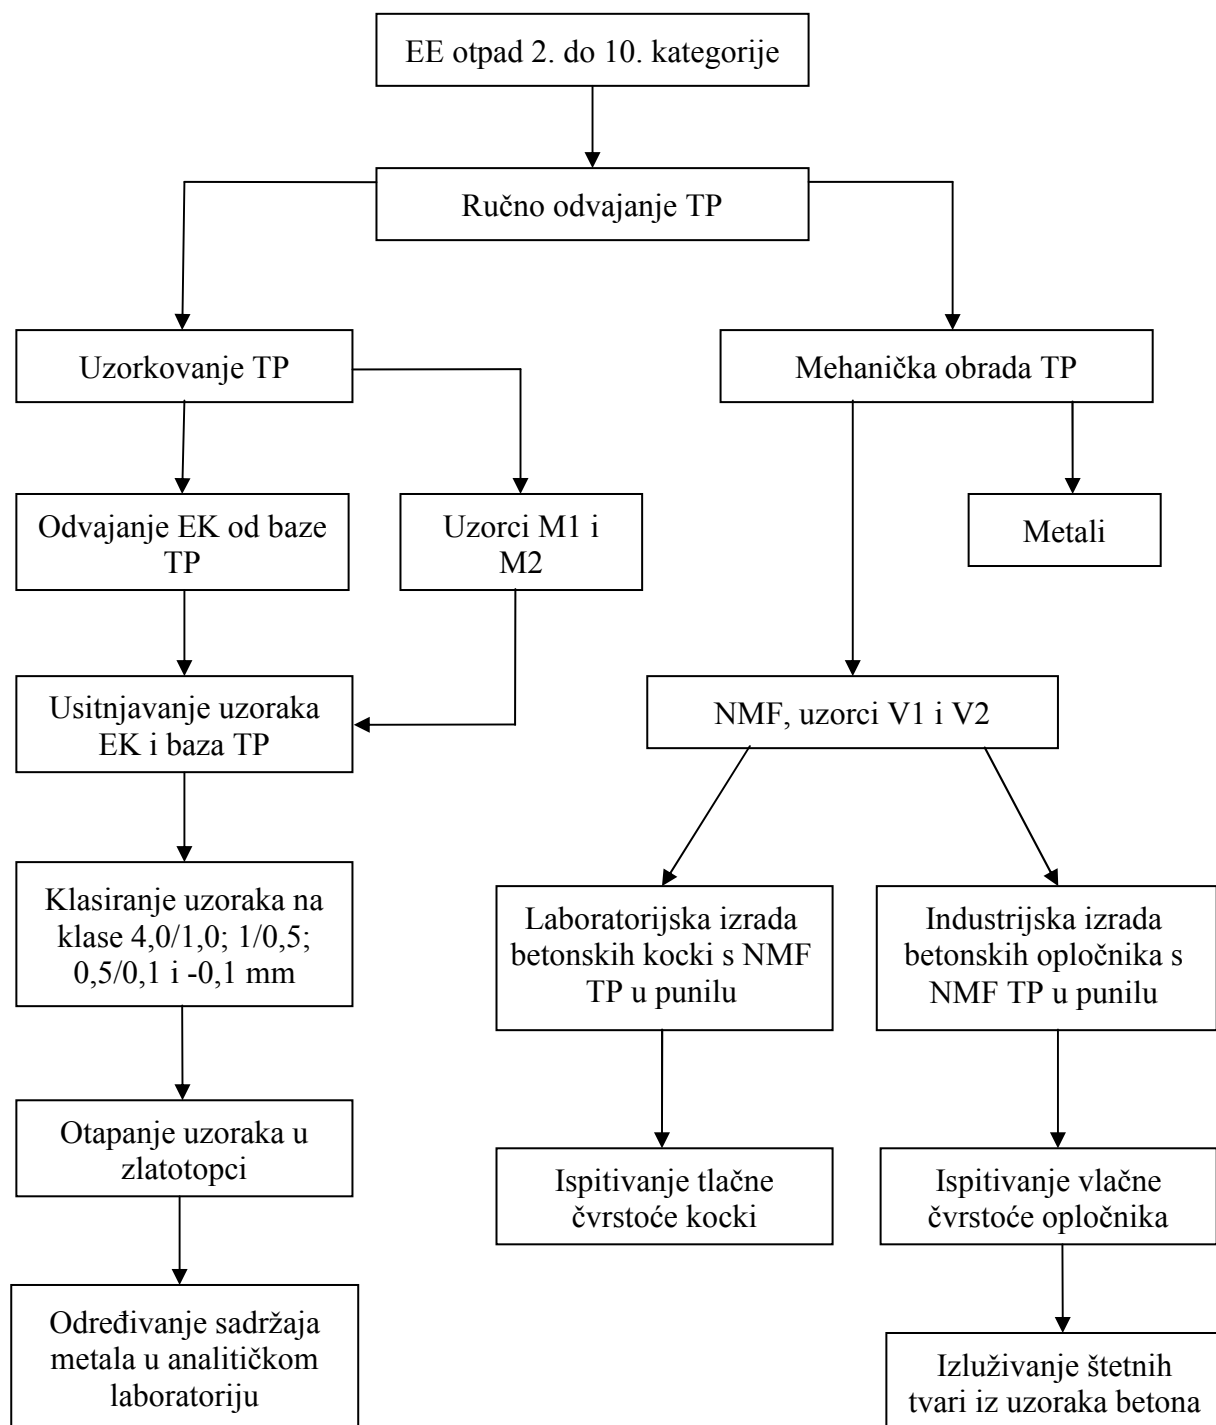 EE otpad 2. do 10. kategorije
Ručno odvajanje TP
Uzorkovanje TP
Mehanička obrada TP
Odvajanje EK od baze
TP
Uzorci M1 i
M2
Metali
Usitnjavanje uzoraka
EK i baza TP
NMF, uzorci V1 i V2
Klasiranje uzoraka na
klase 4,0/1,0; 1/0,5;
0,5/0,1 i -0,1 mm
Laboratorijska izrada
betonskih kocki s NMF
TP u punilu
Industrijska izrada
betonskih opločnika s
NMF TP u punilu
Otapanje uzoraka u
zlatotopci
Ispitivanje tlačne
čvrstoće kocki
Ispitivanje vlačne
čvrstoće opločnika
Određivanje sadržaja
metala u analitičkom
laboratoriju
Izluživanje štetnih
tvari iz uzoraka betona